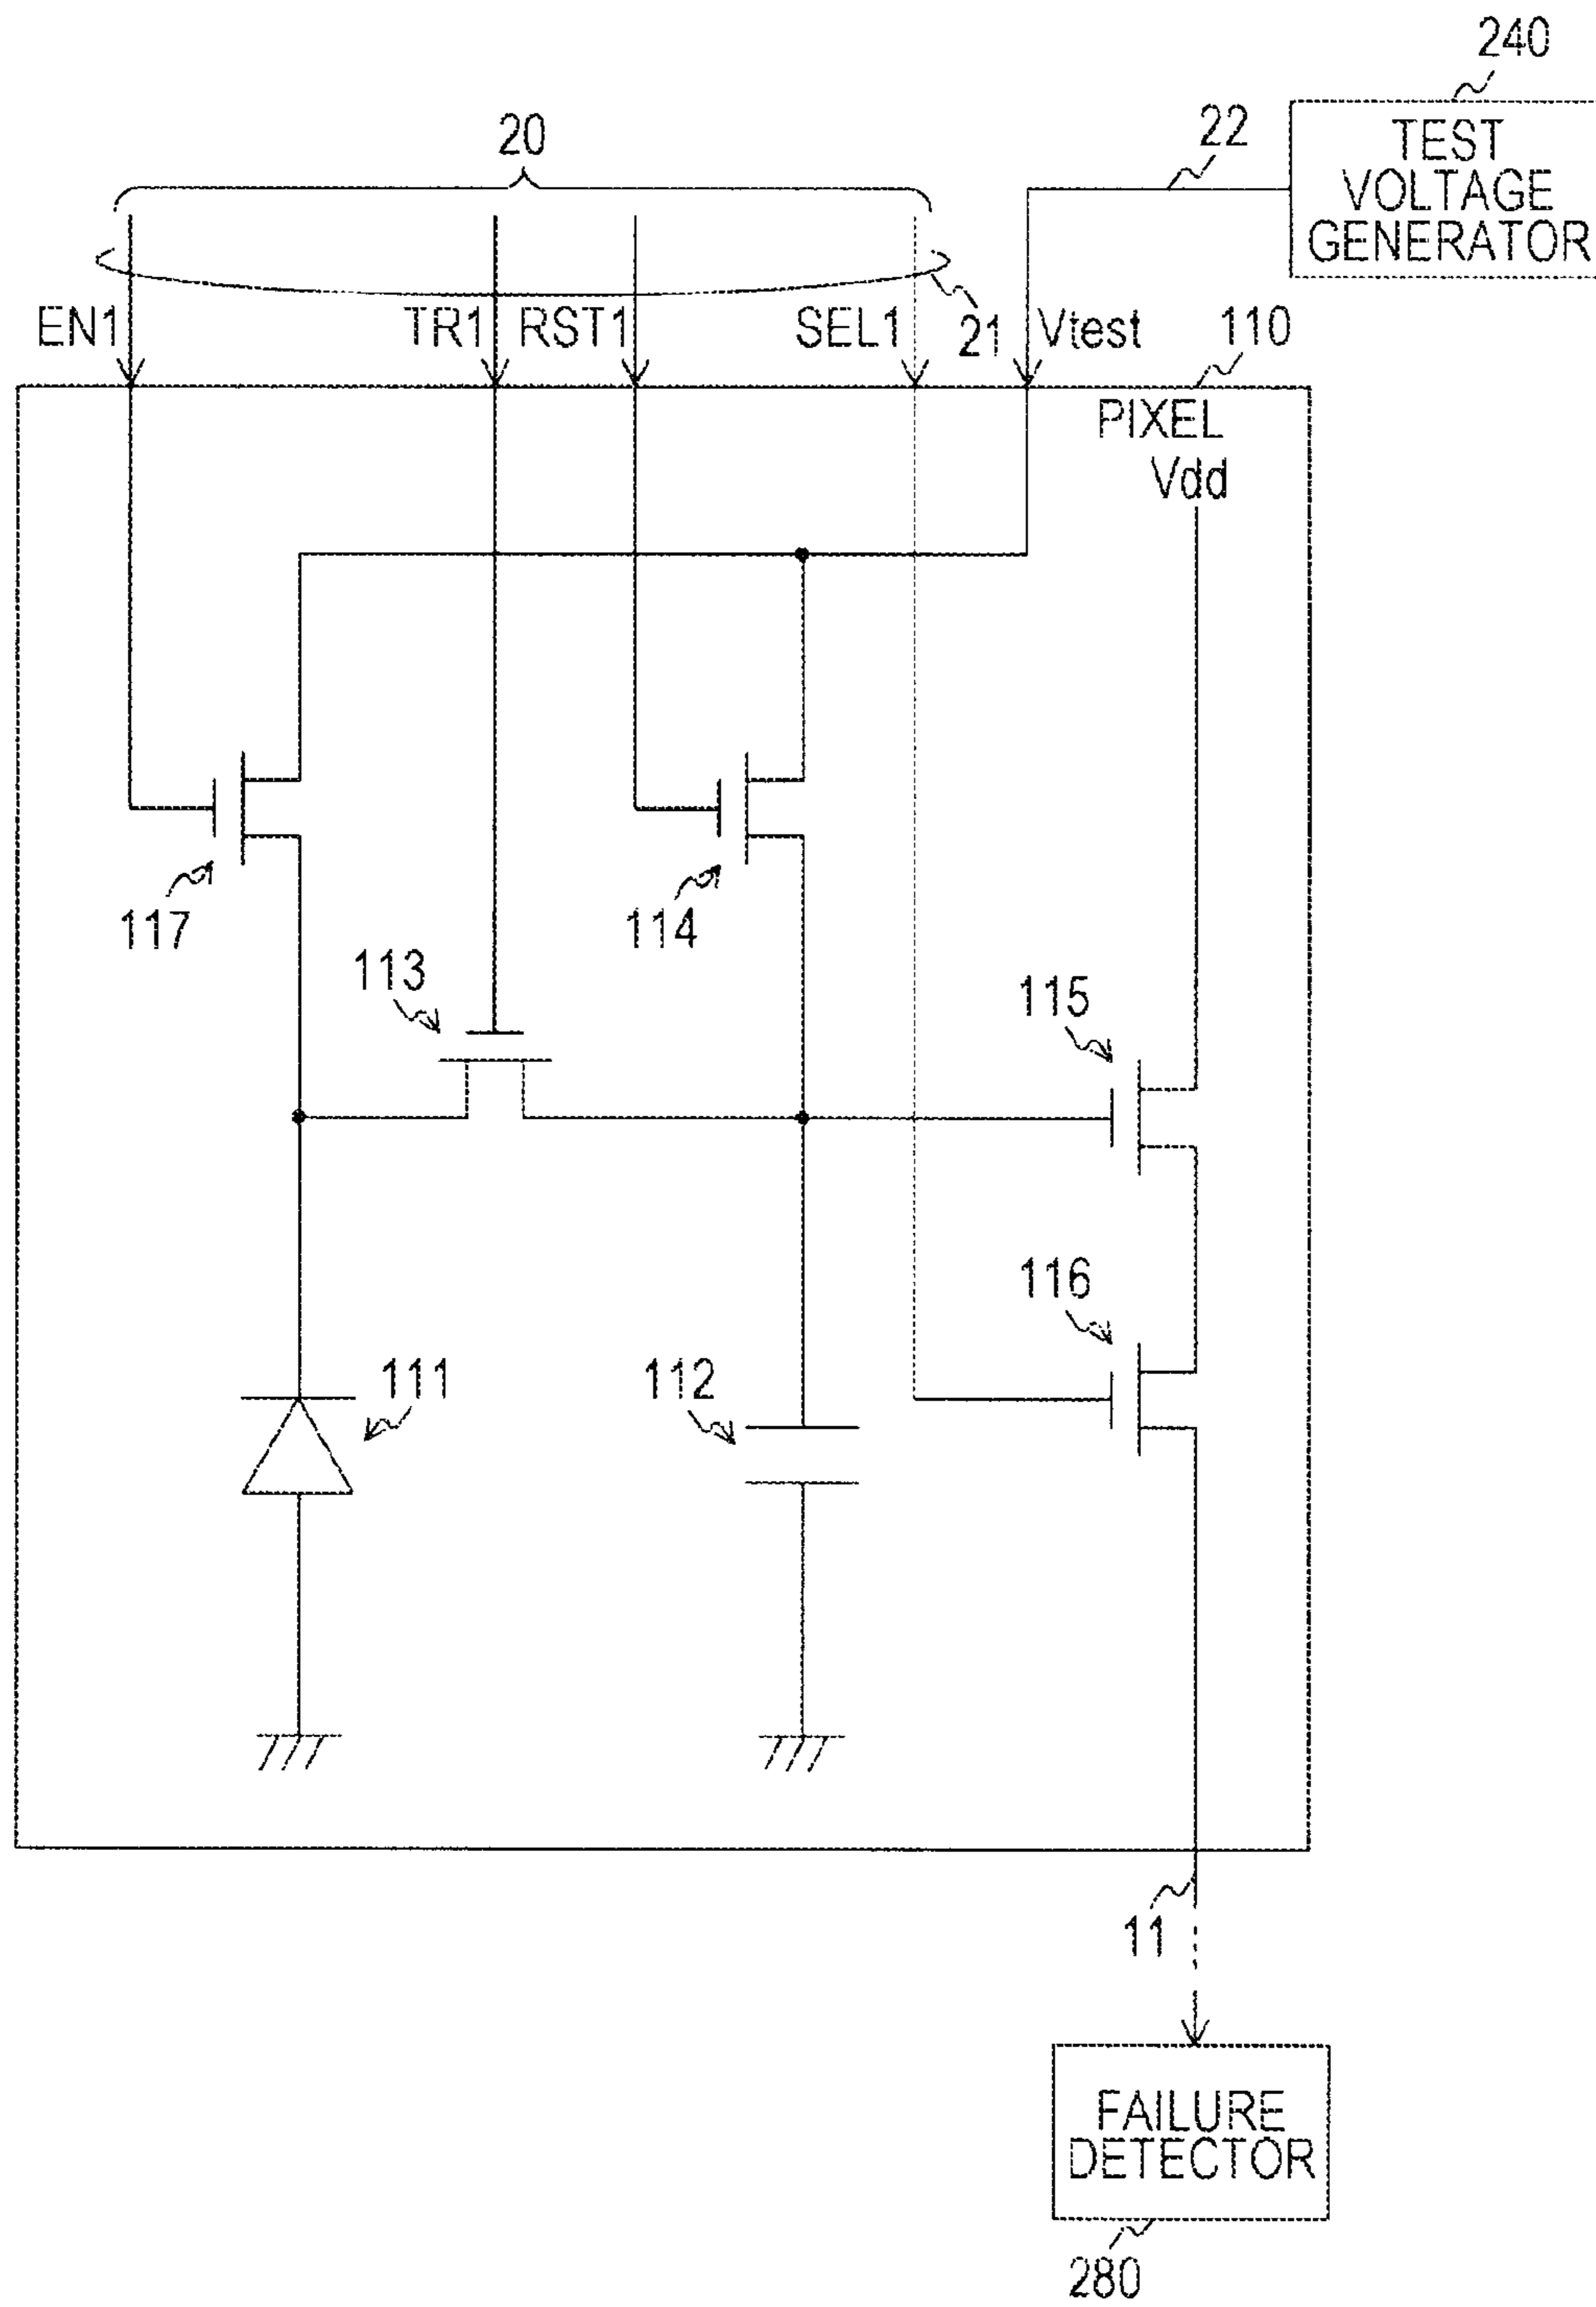 240
TEST
VOLTAGE
GENERATOR
22
20
EN1
TR1
RST1
SEL1
21
Vtest
110
PIXEL
Vdd
117
114
113
115
116
111
112
11
FAILURE
DETECTOR
280